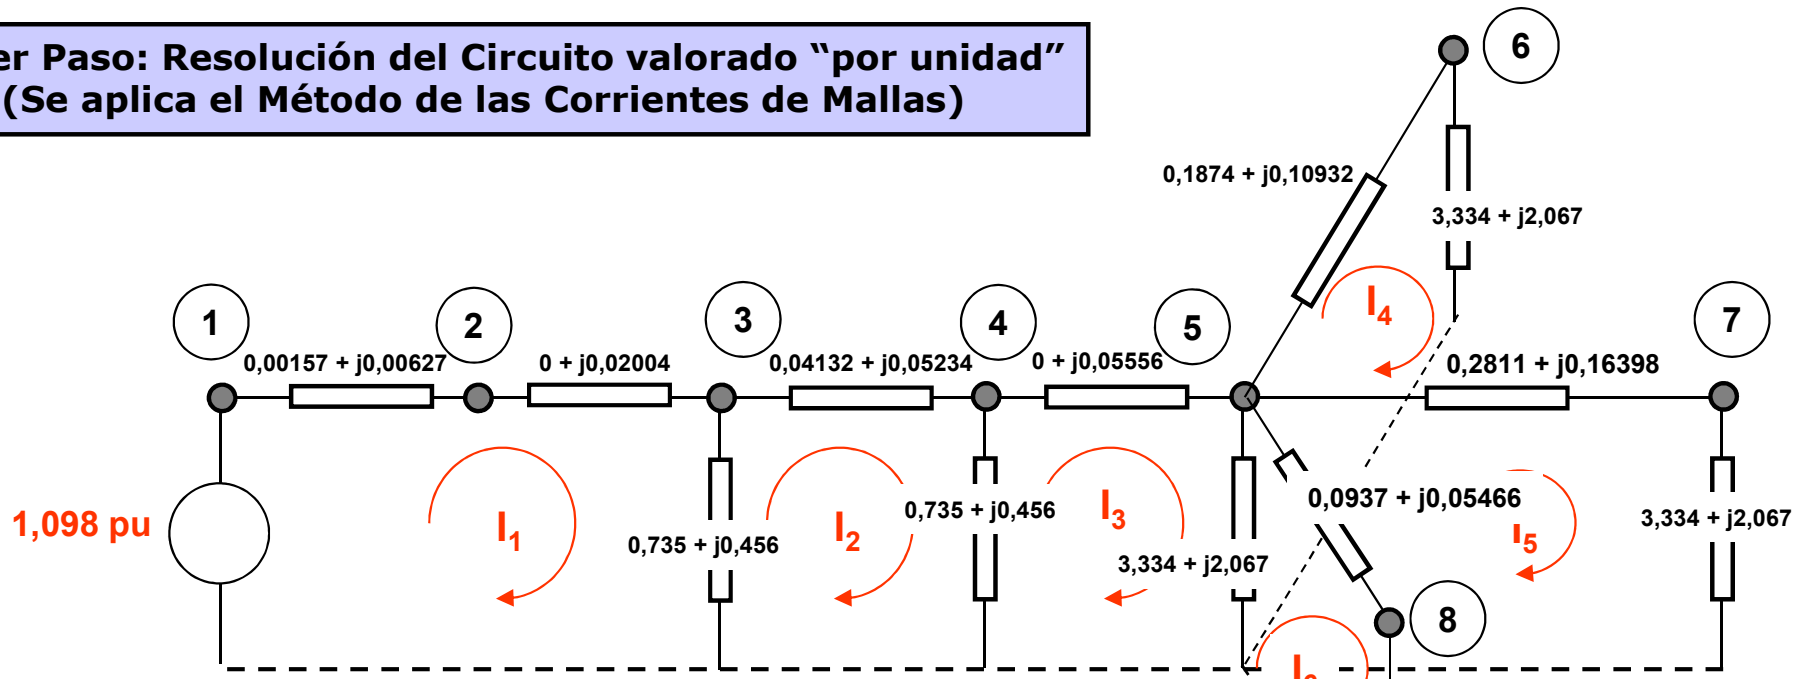 er Paso: Resolución del Circuito valorado “por unidad”
(Se aplica el Método de las Corrientes de Mallas)
6
0,1874 + j0,10932
3,334 + j2,067
I4
1
2
3
4
5
7
0,00157 + j0,00627
0 + j0,02004
0,04132 + j0,05234
0 + j0,05556
0,2811 + j0,16398
1,098 pu
I1
0,735 + j0,456
I2
0,735 + j0,456
I3
3,334 + j2,067
0,0937 + j0,05466
I5
3,334 + j2,067
8